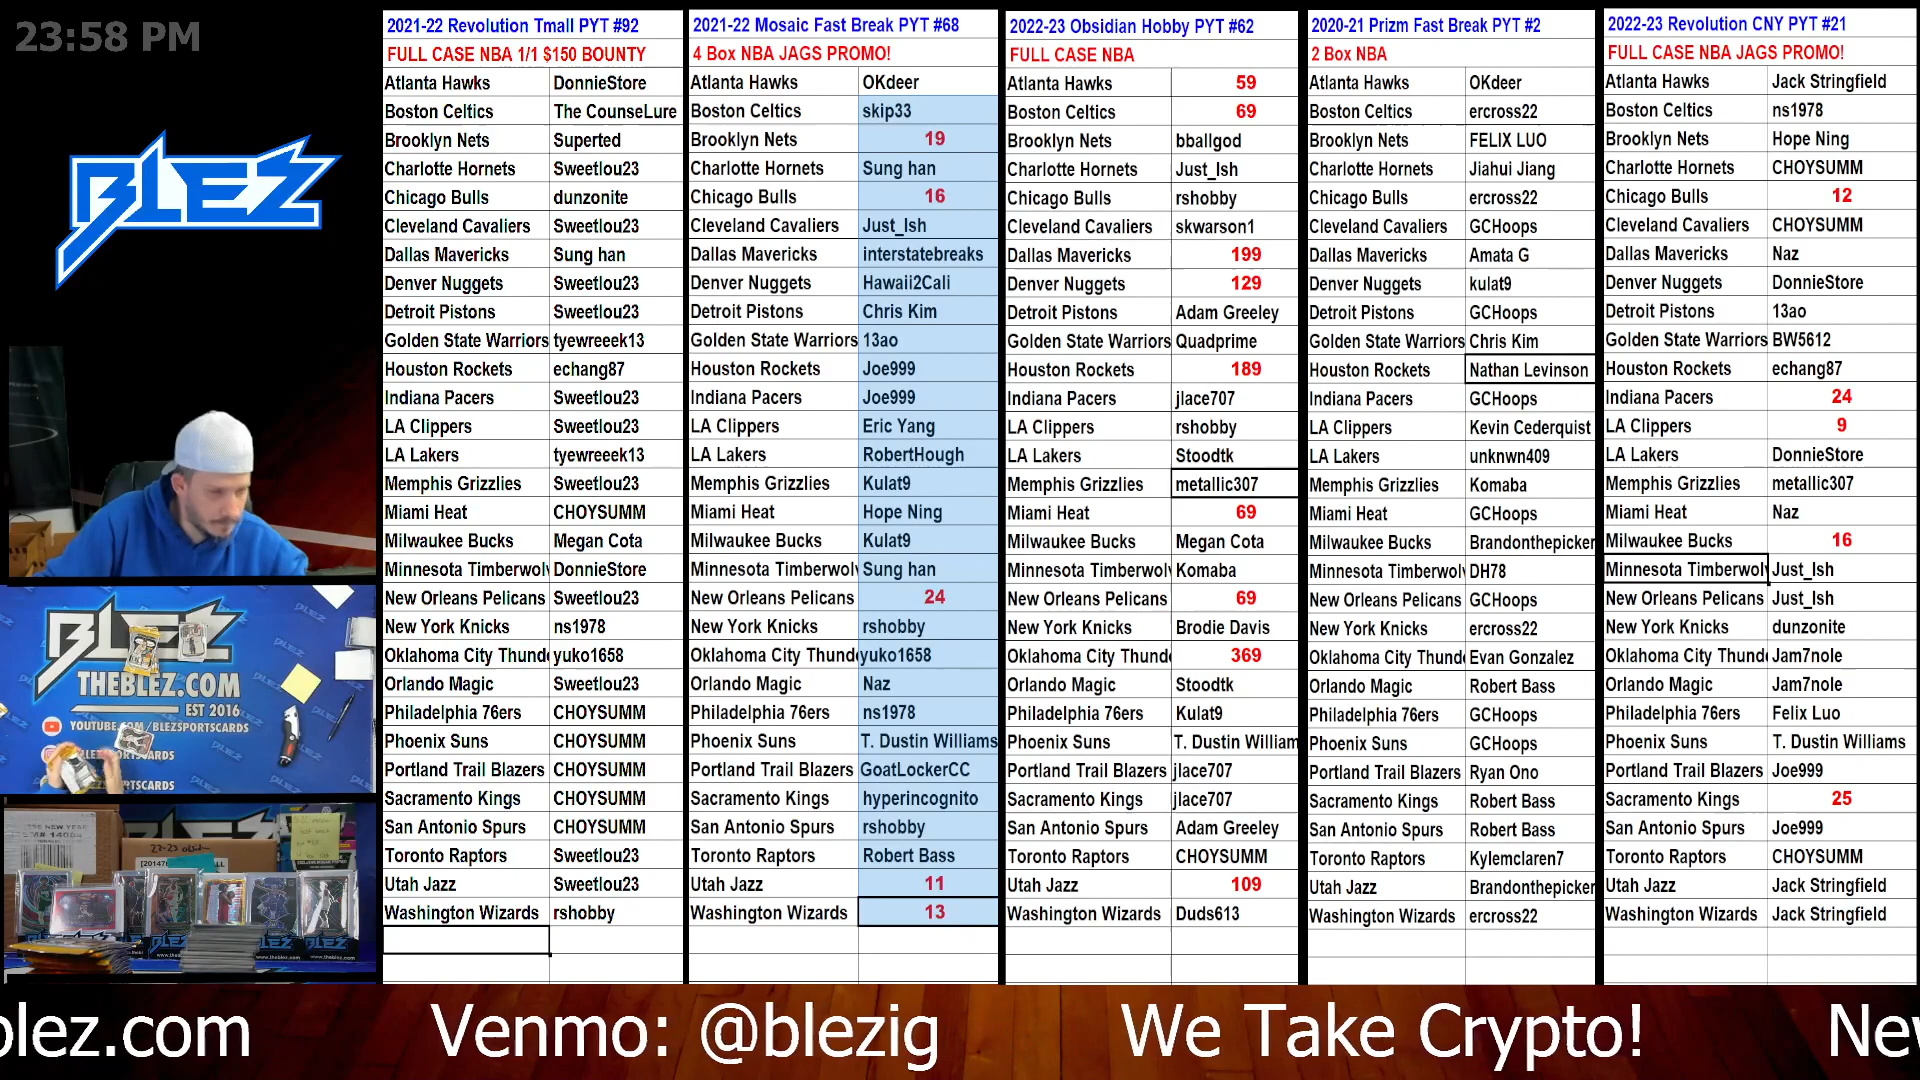 23:58 PM
BLEZ
2021-22 Revolution Tmall PYT #92
FULL CASE NBA 1/1 $150 BOUNTY
Atlanta Hawks DonnieStore
Boston Celtics The CounseLure
Brooklyn Nets Superted
Charlotte Hornets Sweetlou23
Chicago Bulls dunzonite
Cleveland Cavaliers Sweetlou23
Dallas Mavericks Sung han
Denver Nuggets Sweetlou23
Detroit Pistons Sweetlou23
Golden State Warriors tyewreeek13
Houston Rockets echang87
Indiana Pacers Sweetlou23
LA Clippers Sweetlou23
LA Lakers tyewreeek13
Memphis Grizzlies Sweetlou23
Miami Heat CHOYSUMM
Milwaukee Bucks Megan Cota
Minnesota Timberwolv DonnieStore
New Orleans Pelicans Sweetlou23
New York Knicks ns1978
Oklahoma City Thunde yuko1658
Orlando Magic Sweetlou23
Philadelphia 76ers CHOYSUMM
Phoenix Suns CHOYSUMM
Portland Trail Blazers CHOYSUMM
Sacramento Kings CHOYSUMM
San Antonio Spurs CHOYSUMM
Toronto Raptors Sweetlou23
Utah Jazz Sweetlou23
Washington Wizards rshobby
2021-22 Mosaic Fast Break PYT #68
4 Box NBA JAGS PROMO!
Atlanta Hawks OKdeer
Boston Celtics skip33
Brooklyn Nets 19
Charlotte Hornets Sung han
Chicago Bulls 16
Cleveland Cavaliers Just_Ish
Dallas Mavericks interstatebreaks
Denver Nuggets Hawaii2Cali
Detroit Pistons Chris Kim
Golden State Warriors 13ao
Houston Rockets Joe999
Indiana Pacers Joe999
LA Clippers Eric Yang
LA Lakers RobertHough
Memphis Grizzlies Kulat9
Miami Heat Hope Ning
Milwaukee Bucks Kulat9
Minnesota Timberwolv Sung han
New Orleans Pelicans 24
New York Knicks rshobby
Oklahoma City Thunde yuko1658
Orlando Magic Naz
Philadelphia 76ers ns1978
Phoenix Suns T. Dustin Williams
Portland Trail Blazers GoatLockerCC
Sacramento Kings hyperincognito
San Antonio Spurs rshobby
Toronto Raptors Robert Bass
Utah Jazz 11
Washington Wizards 13
2022-23 Obsidian Hobby PYT #62
FULL CASE NBA
Atlanta Hawks 59
Boston Celtics 69
Brooklyn Nets bballgod
Charlotte Hornets Just_Ish
Chicago Bulls rshobby
Cleveland Cavaliers skwarson1
Dallas Mavericks 199
Denver Nuggets 129
Detroit Pistons Adam Greeley
Golden State Warriors Quadprime
Houston Rockets 189
Indiana Pacers jlace707
LA Clippers rshobby
LA Lakers Stoodtk
Memphis Grizzlies metallic307
Miami Heat 69
Milwaukee Bucks Megan Cota
Minnesota Timberwolv Komaba
New Orleans Pelicans 69
New York Knicks Brodie Davis
Oklahoma City Thunde 369
Orlando Magic Stoodtk
Philadelphia 76ers Kulat9
Phoenix Suns T. Dustin William
Portland Trail Blazers jlace707
Sacramento Kings jlace707
San Antonio Spurs Adam Greeley
Toronto Raptors CHOYSUMM
Utah Jazz 109
Washington Wizards Duds613
2020-21 Prizm Fast Break PYT #2
2 Box NBA
Atlanta Hawks OKdeer
Boston Celtics ercross22
Brooklyn Nets FELIX LUO
Charlotte Hornets Jiahui Jiang
Chicago Bulls ercross22
Cleveland Cavaliers GCHoops
Dallas Mavericks Amata G
Denver Nuggets kulat9
Detroit Pistons GCHoops
Golden State Warriors Chris Kim
Houston Rockets Nathan Levinson
Indiana Pacers GCHoops
LA Clippers Kevin Cederquist
LA Lakers unknwn409
Memphis Grizzlies Komaba
Miami Heat GCHoops
Milwaukee Bucks Brandonthepicker
Minnesota Timberwolv DH78
New Orleans Pelicans GCHoops
New York Knicks ercross22
Oklahoma City Thunde Evan Gonzalez
Orlando Magic Robert Bass
Philadelphia 76ers GCHoops
Phoenix Suns GCHoops
Portland Trail Blazers Ryan Ono
Sacramento Kings Robert Bass
San Antonio Spurs Robert Bass
Toronto Raptors Kylemclaren7
Utah Jazz Brandonthepicker
Washington Wizards ercross22
2022-23 Revolution CNY PYT #21
FULL CASE NBA JAGS PROMO!
Atlanta Hawks Jack Stringfield
Boston Celtics ns1978
Brooklyn Nets Hope Ning
Charlotte Hornets CHOYSUMM
Chicago Bulls 12
Cleveland Cavaliers CHOYSUMM
Dallas Mavericks Naz
Denver Nuggets DonnieStore
Detroit Pistons 13ao
Golden State Warriors BW5612
Houston Rockets echang87
Indiana Pacers 24
LA Clippers 9
LA Lakers DonnieStore
Memphis Grizzlies metallic307
Miami Heat Naz
Milwaukee Bucks 16
Minnesota Timberwolv Just_Ish
New Orleans Pelicans Just_Ish
New York Knicks dunzonite
Oklahoma City Thunde Jam7nole
Orlando Magic Jam7nole
Philadelphia 76ers Felix Luo
Phoenix Suns T. Dustin Williams
Portland Trail Blazers Joe999
Sacramento Kings 25
San Antonio Spurs Joe999
Toronto Raptors CHOYSUMM
Utah Jazz Jack Stringfield
Washington Wizards Jack Stringfield
BLEZ
THEBLEZ.COM
EST 2016
YOUTUBE.COM/BLEZSPORTSCARDS
blez.com Venmo: @blezig We Take Crypto! Nev